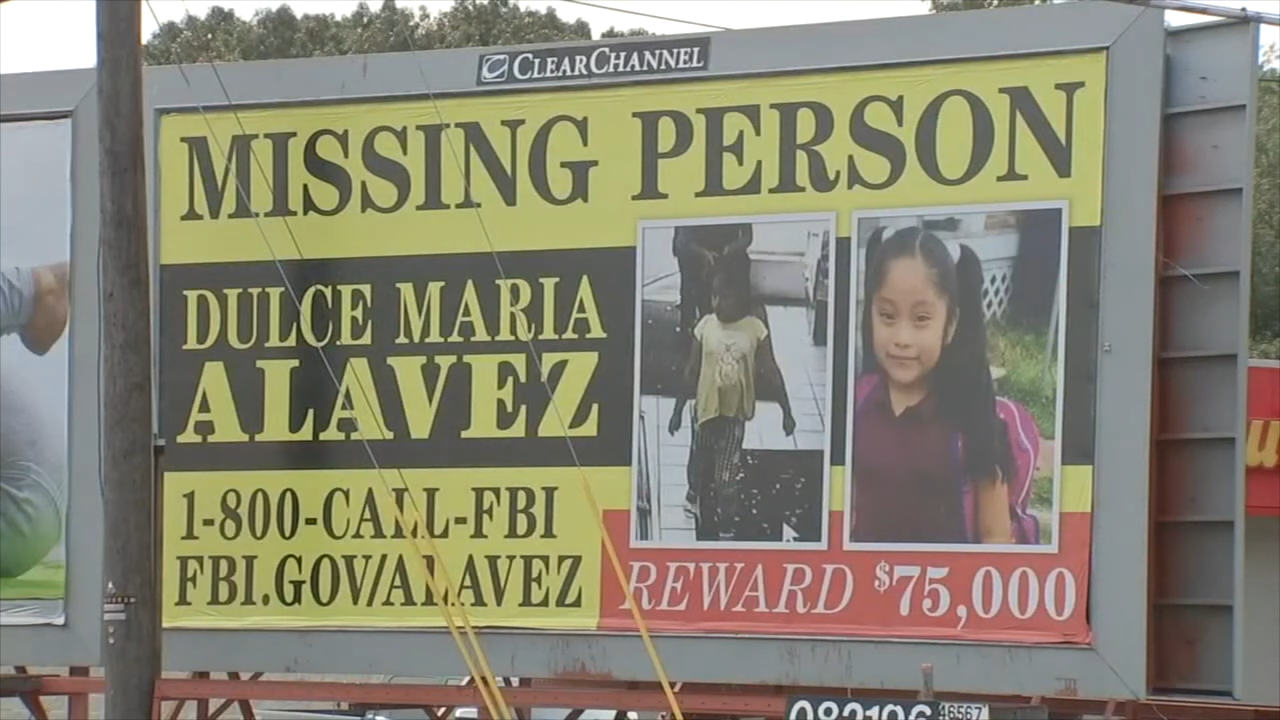 CLEARCHANNEL
MISSING PERSON
DULCE MARIA
ALAVEZ
1-800-CALL-FBI
FBI.GOV/ALAVEZ
REWARD $75,000
46567